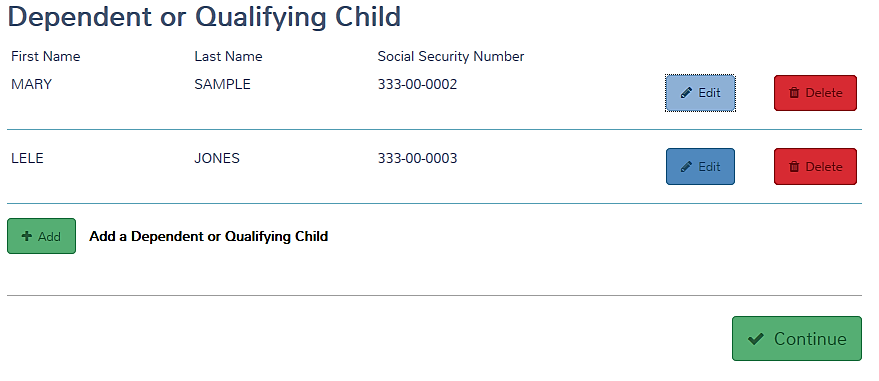 Dependent or Qualifying Child
First Name Last Name Social Security Number
MARY SAMPLE 333-00-0002 Edit Delete
LELE JONES 333-00-0003 Edit Delete
Add Add a Dependent or Qualifying Child
Continue